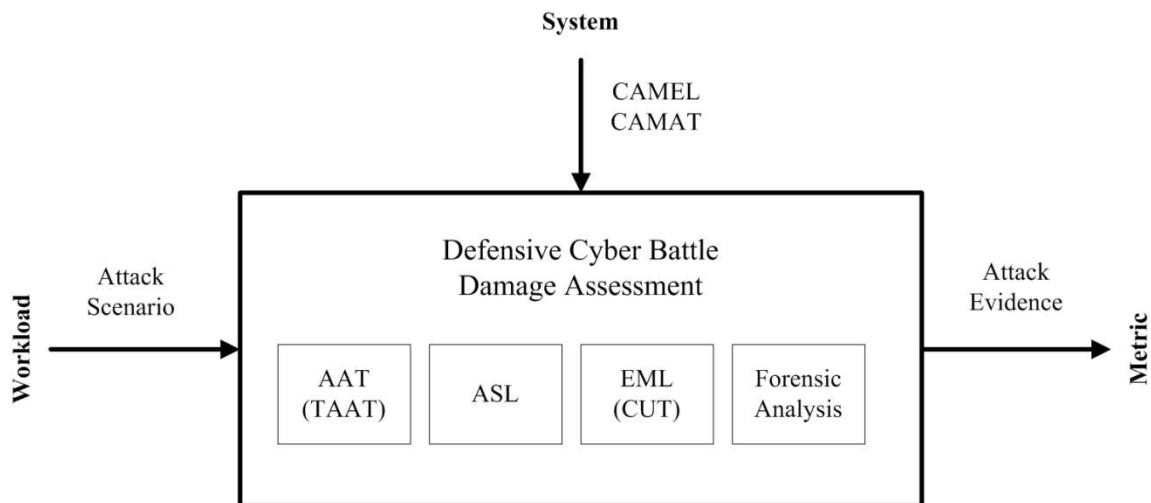 System
CAMEL
CAMAT
Defensive Cyber Battle
Damage Assessment
Workload
Attack
Scenario
AAT
(TAAT)
ASL
EML
(CUT)
Forensic
Analysis
Attack
Evidence
Metric